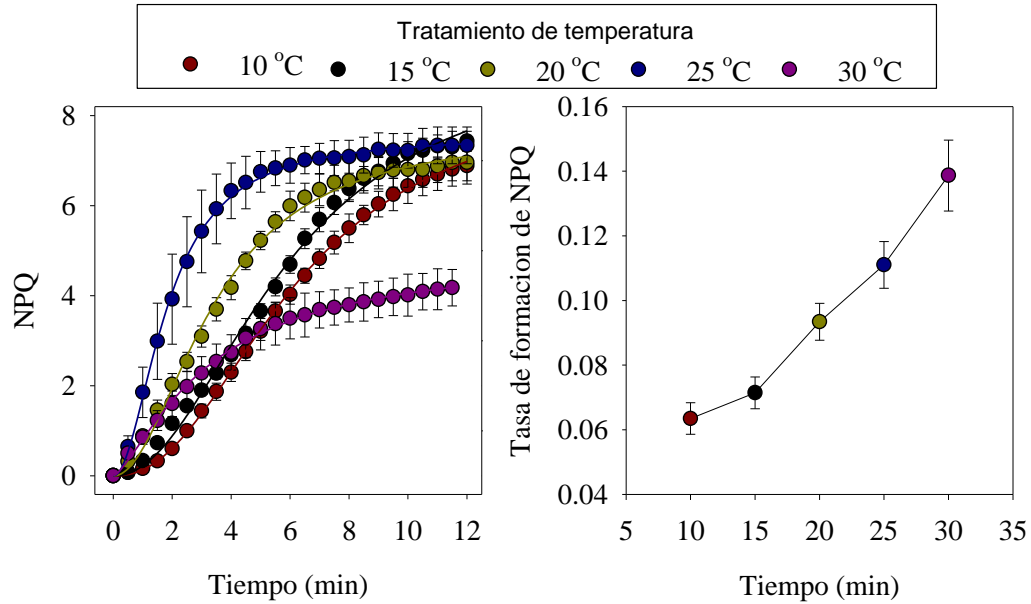 Tratamiento de temperatura
10 °C 15 °C 20 °C 25 °C 30 °C
NPQ
8
6
4
2
0
0 2 4 6 8 10 12
Tiempo (min)
Tasa de formacion de NPQ
0.16
0.14
0.12
0.10
0.08
0.06
0.04
5 10 15 20 25 30 35
Tiempo (min)